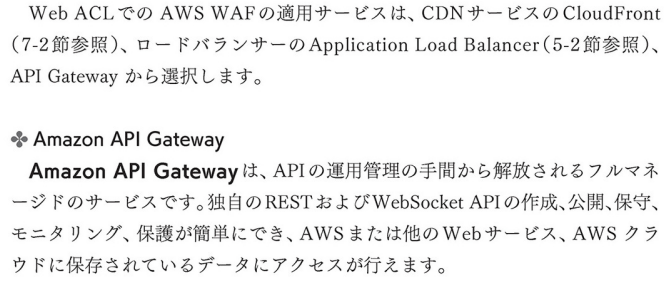 Web ACLでの AWS WAFの適用サービスは、CDNサービスのCloudFront
(7-2節参照)、ロードバランサーのApplication Load Balancer(5-2節参照)、
API Gateway から選択します。
✤ Amazon API Gateway
Amazon API Gatewayは、APIの運用管理の手間から解放されるフルマネ
ージドのサービスです。独自のRESTおよびWebSocket APIの作成、公開、保守、
モニタリング、保護が簡単にでき、AWSまたは他のWebサービス、AWS クラ
ウドに保存されているデータにアクセスが行えます。